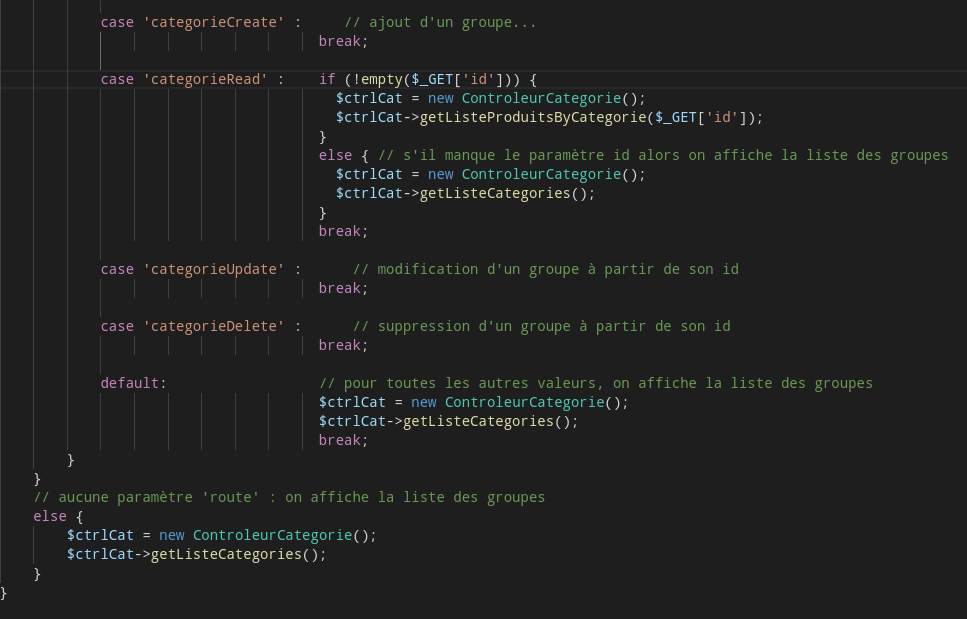 case 'categorieCreate' : // ajout d'un groupe...
break;
case 'categorieRead' : if (!empty($_GET['id'])) {
$ctrlCat = new ControleurCategorie();
$ctrlCat->getListeProduitsByCategorie($_GET['id']);
}
else { // s'il manque le paramètre id alors on affiche la liste des groupes
$ctrlCat = new ControleurCategorie();
$ctrlCat->getListeCategories();
}
break;
case 'categorieUpdate' : // modification d'un groupe à partir de son id
break;
case 'categorieDelete' : // suppression d'un groupe à partir de son id
break;
default: // pour toutes les autres valeurs, on affiche la liste des groupes
$ctrlCat = new ControleurCategorie();
$ctrlCat->getListeCategories();
break;
}
}
// aucune paramètre 'route' : on affiche la liste des groupes
else {
$ctrlCat = new ControleurCategorie();
$ctrlCat->getListeCategories();
}
}